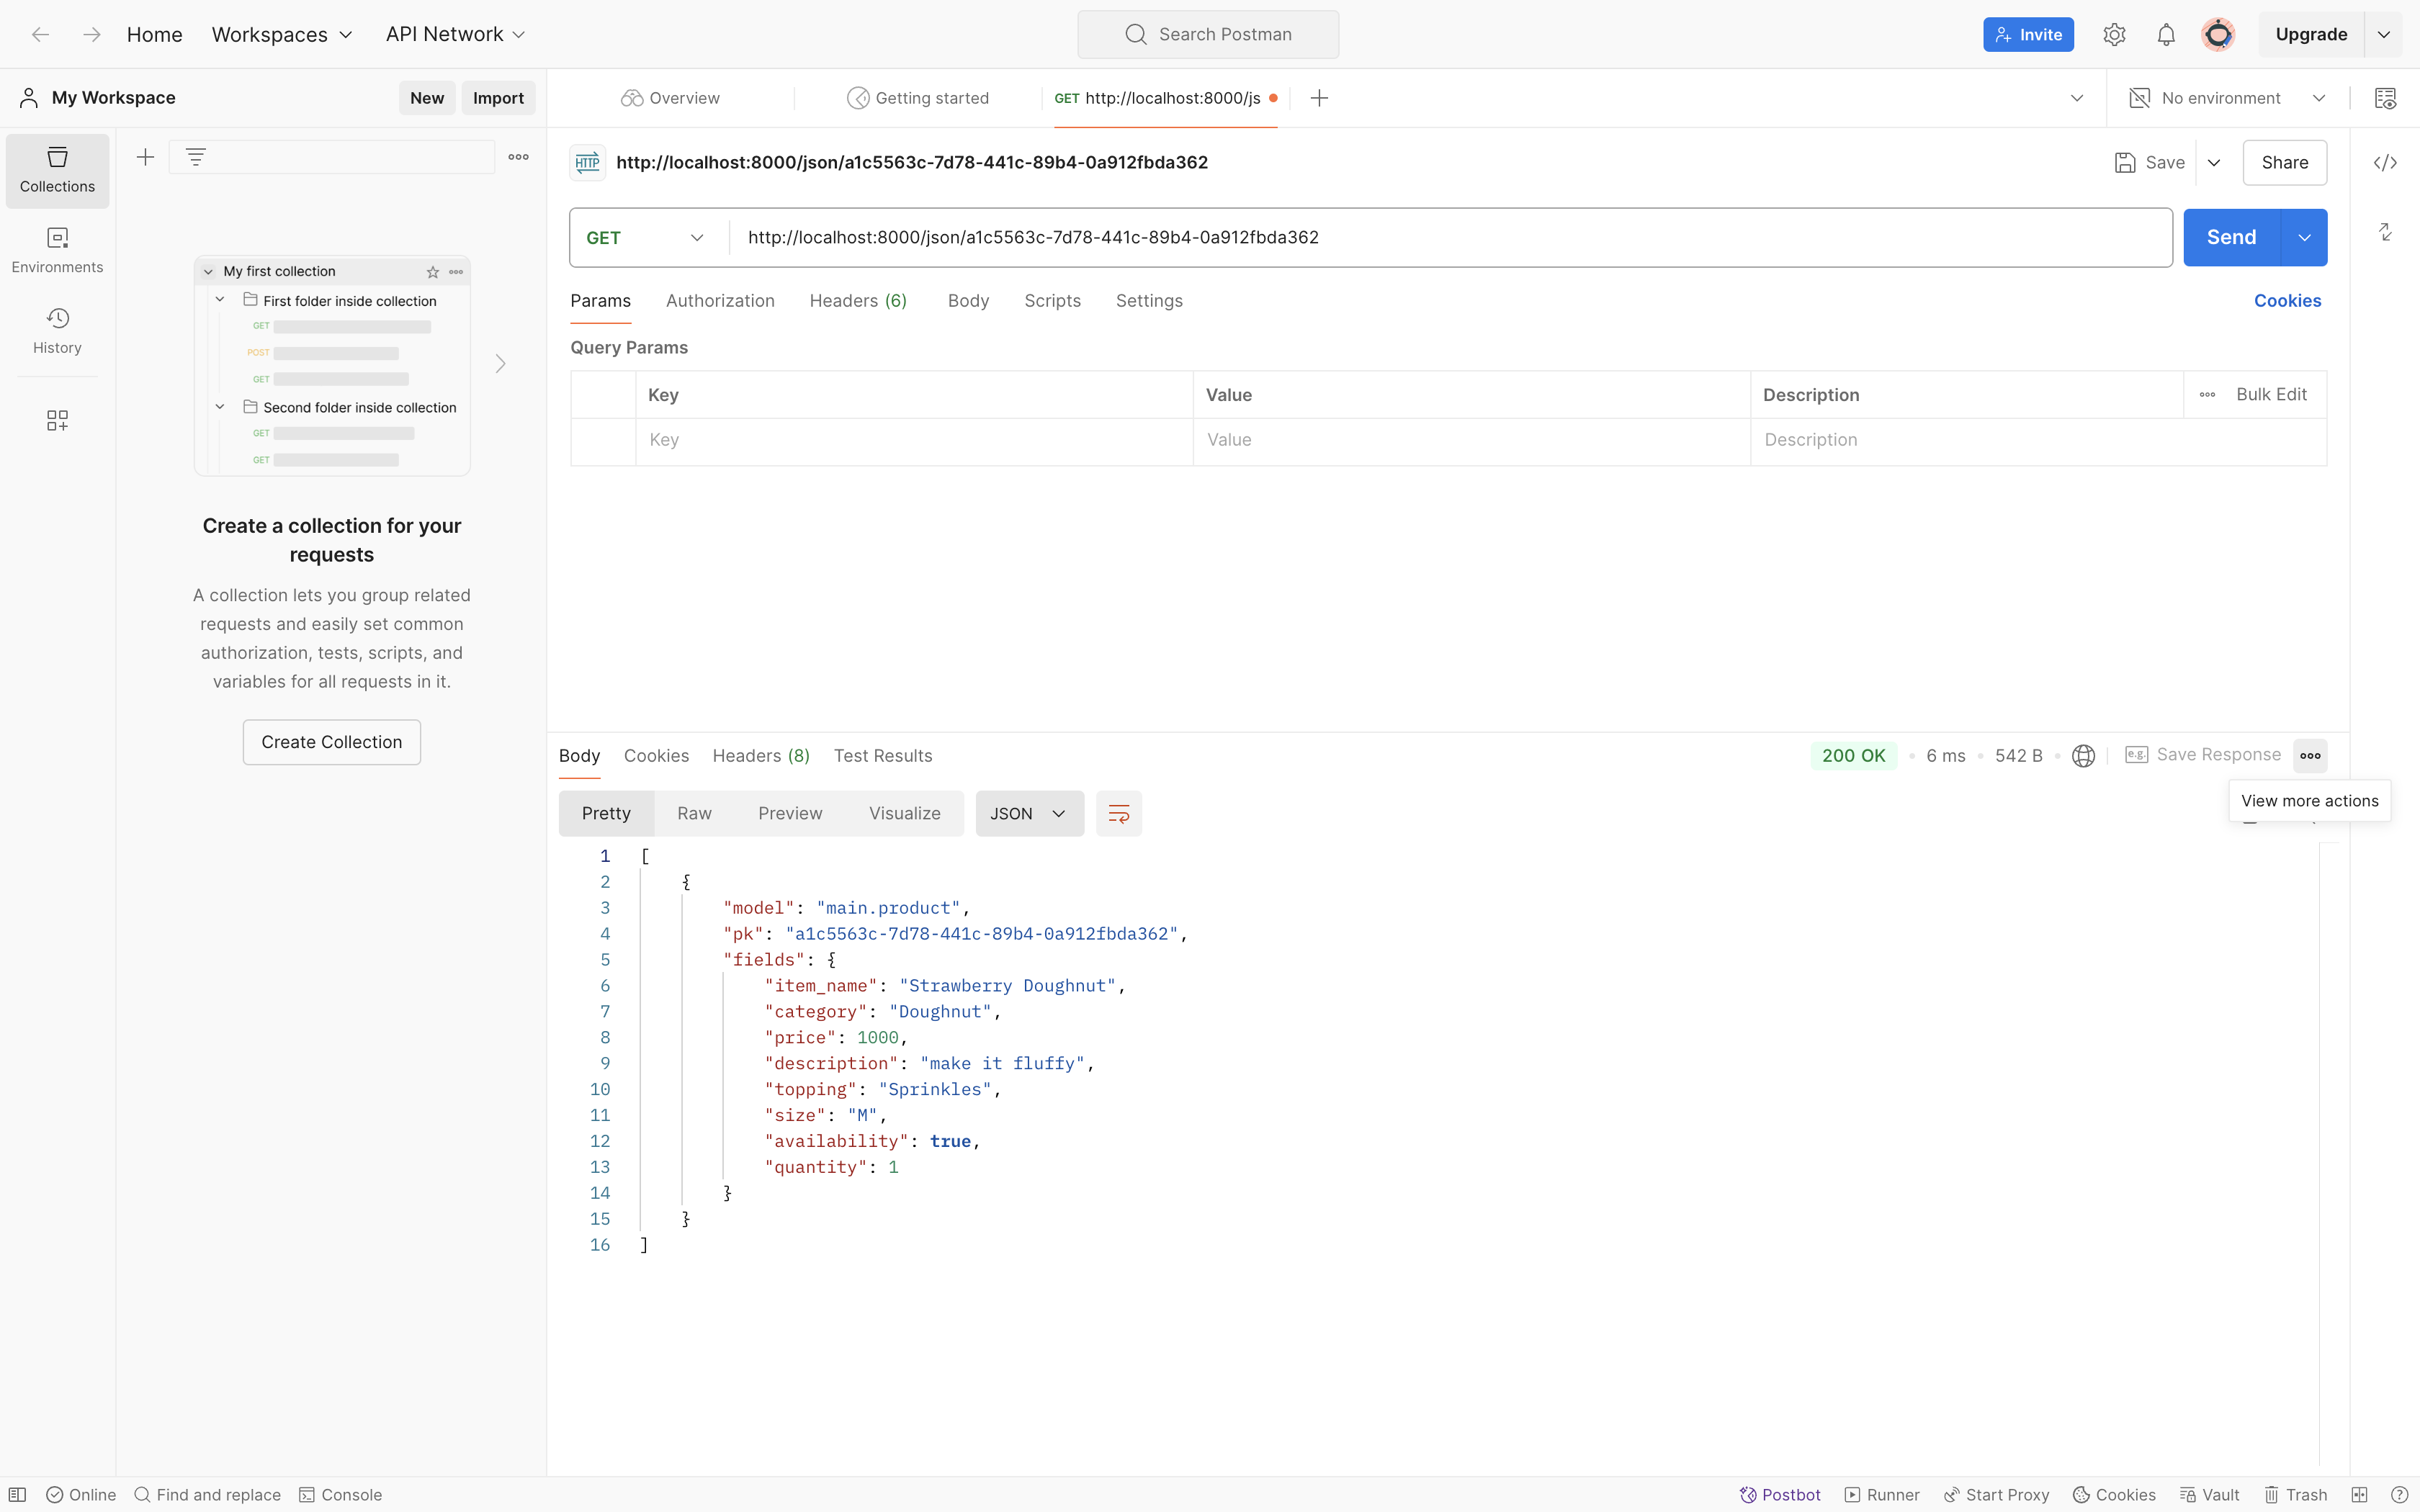 Home Workspaces API Network Search Postman Invite Upgrade
My Workspace New Import Overview Getting started GET http://localhost:8000/js No environment
Collections
Environments
History
My first collection
First folder inside collection
GET
POST
GET
Second folder inside collection
GET
GET
Create a collection for your
requests
A collection lets you group related
requests and easily set common
authorization, tests, scripts, and
variables for all requests in it.
Create Collection
HTTP http://localhost:8000/json/a1c5563c-7d78-441c-89b4-0a912fbda362 Save Share
GET http://localhost:8000/json/a1c5563c-7d78-441c-89b4-0a912fbda362 Send
Params Authorization Headers (6) Body Scripts Settings Cookies
Query Params
Key Value Description Bulk Edit
Key Value Description
Body Cookies Headers (8) Test Results 200 OK 6 ms 542 B e.g. Save Response
View more actions
Pretty Raw Preview Visualize JSON
1 [
2 {
3 "model": "main.product",
4 "pk": "a1c5563c-7d78-441c-89b4-0a912fbda362",
5 "fields": {
6 "item_name": "Strawberry Doughnut",
7 "category": "Doughnut",
8 "price": 1000,
9 "description": "make it fluffy",
10 "topping": "Sprinkles",
11 "size": "M",
12 "availability": true,
13 "quantity": 1
14 }
15 }
16 ]
Online Find and replace Console Postbot Runner Start Proxy Cookies Vault Trash